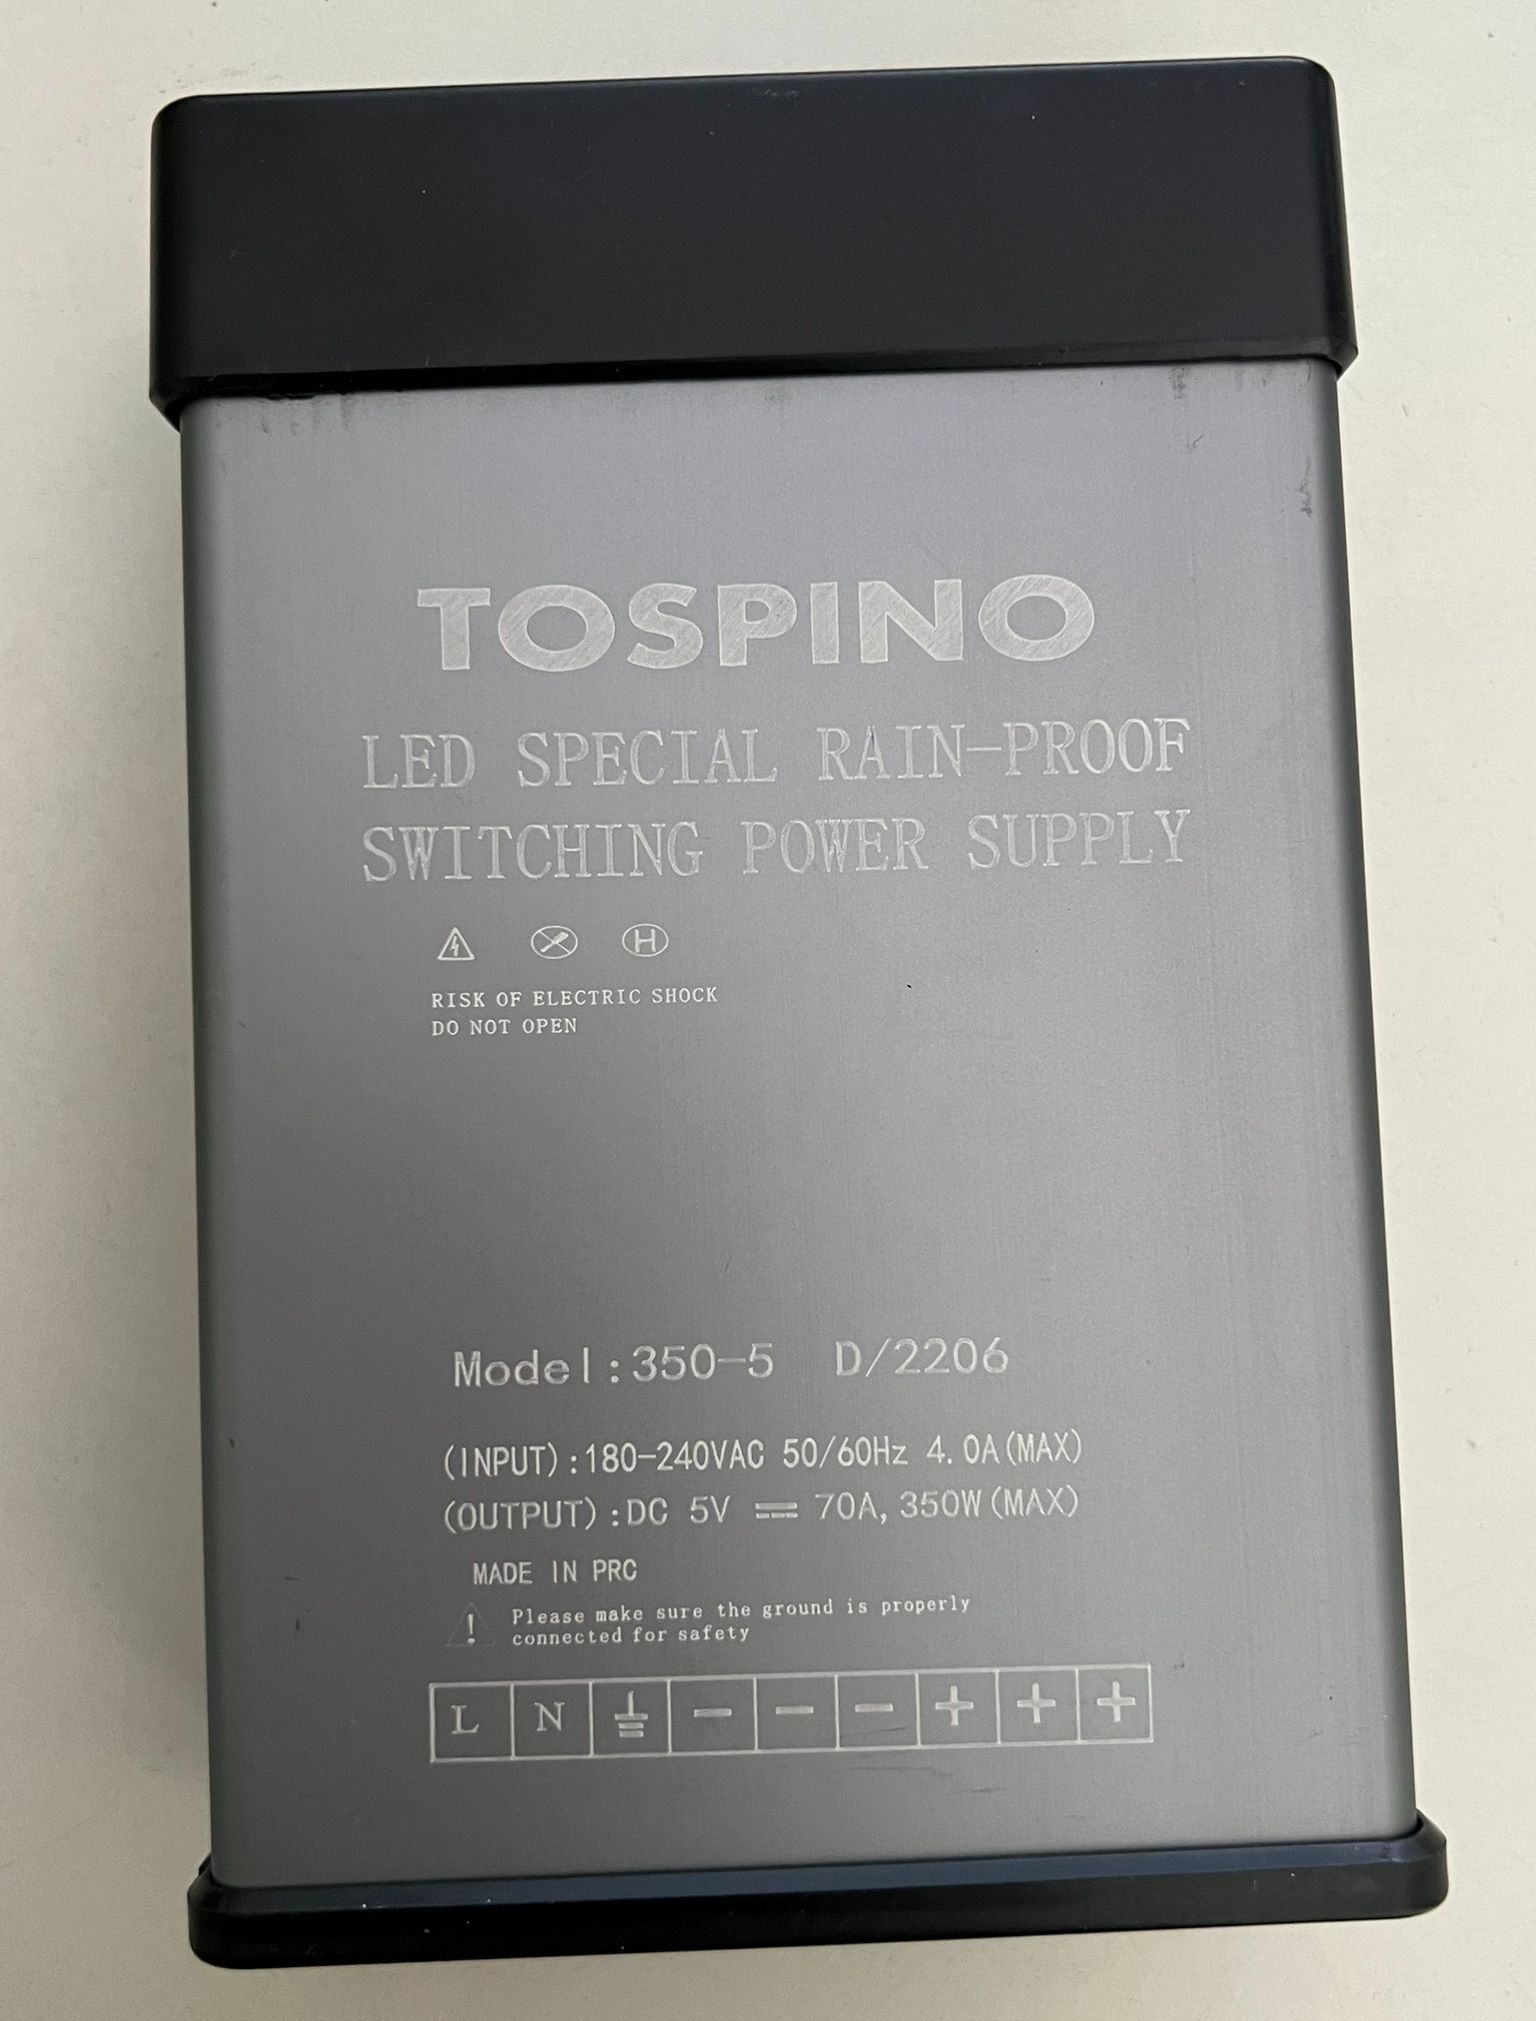 TOSPINO
LED SPECIAL RAIN-PROOF
SWITCHING POWER SUPPLY
H
RISK OF ELECTRIC SHOCK
DO NOT OPEN
Model:350-5 D/2206
(INPUT):180-240VAC 50/60Hz 4.0A(MAX)
(OUTPUT):DC 5V ⎓ 70A,350W(MAX)
MADE IN PRC
! Please make sure the ground is properly
connected for safety
L N ⏚ - - - + + +